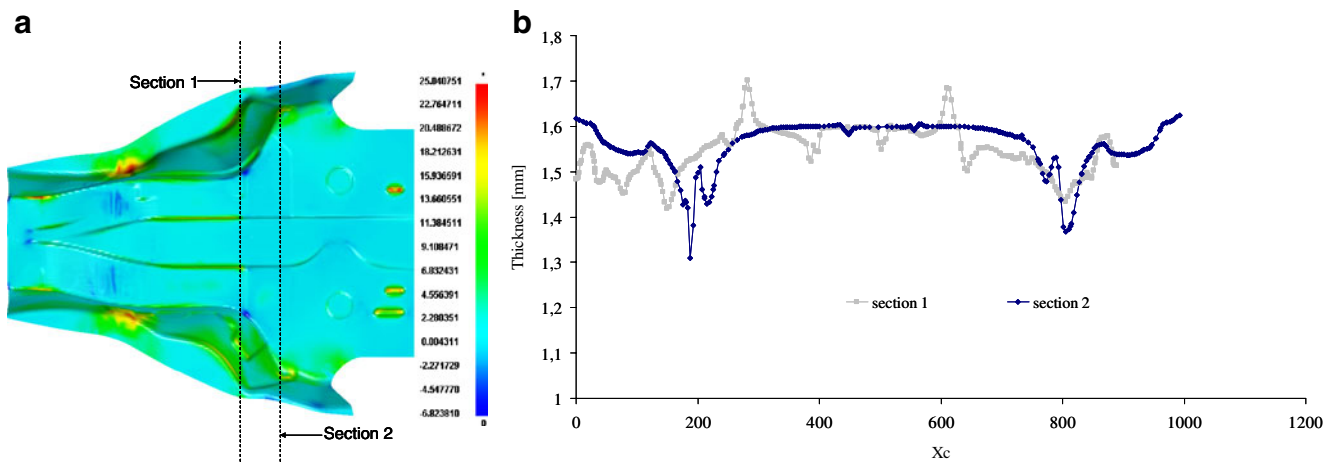 a
Section 1
*
25.040751
22.764711
20.488672
18.212631
15.936591
13.660551
11.384511
9.108471
6.832431
4.556391
2.280351
0.004311
-2.271729
-4.547770
-6.823810
0
Section 2
b
1,8
1,7
1,6
1,5
1,4
1,3
1,2
1,1
1
Thickness [mm]
section 1
section 2
0 200 400 600 800 1000 1200
Xc